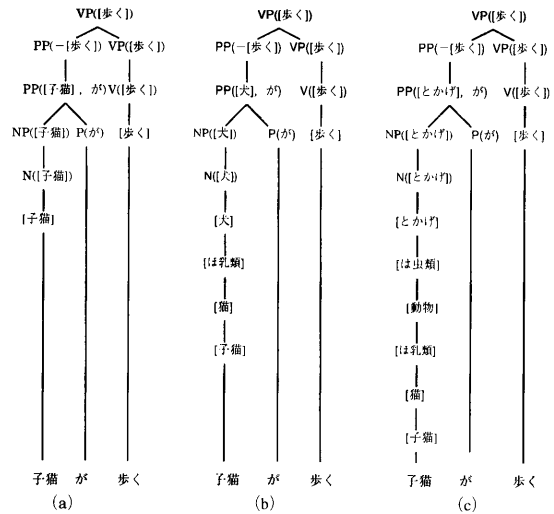 VP([歩く]) VP([歩く]) VP([歩く])
PP(－[歩く]) VP([歩く]) PP(－[歩く]) VP([歩く]) PP(－[歩く]) VP([歩く])
PP([子猫], が) V([歩く]) PP([犬], が) V([歩く]) PP([とかげ], が) V([歩く])
NP([子猫]) P(が) [歩く] NP([犬]) P(が) [歩く] NP([とかげ]) P(が) [歩く]
N([子猫]) N([犬]) N([とかげ])
[子猫] [犬] [とかげ]
[ほ乳類] [は虫類]
[猫] [動物]
[子猫] [ほ乳類]
[猫]
[子猫]
子猫 が 歩く 子猫 が 歩く 子猫 が 歩く
(a) (b) (c)